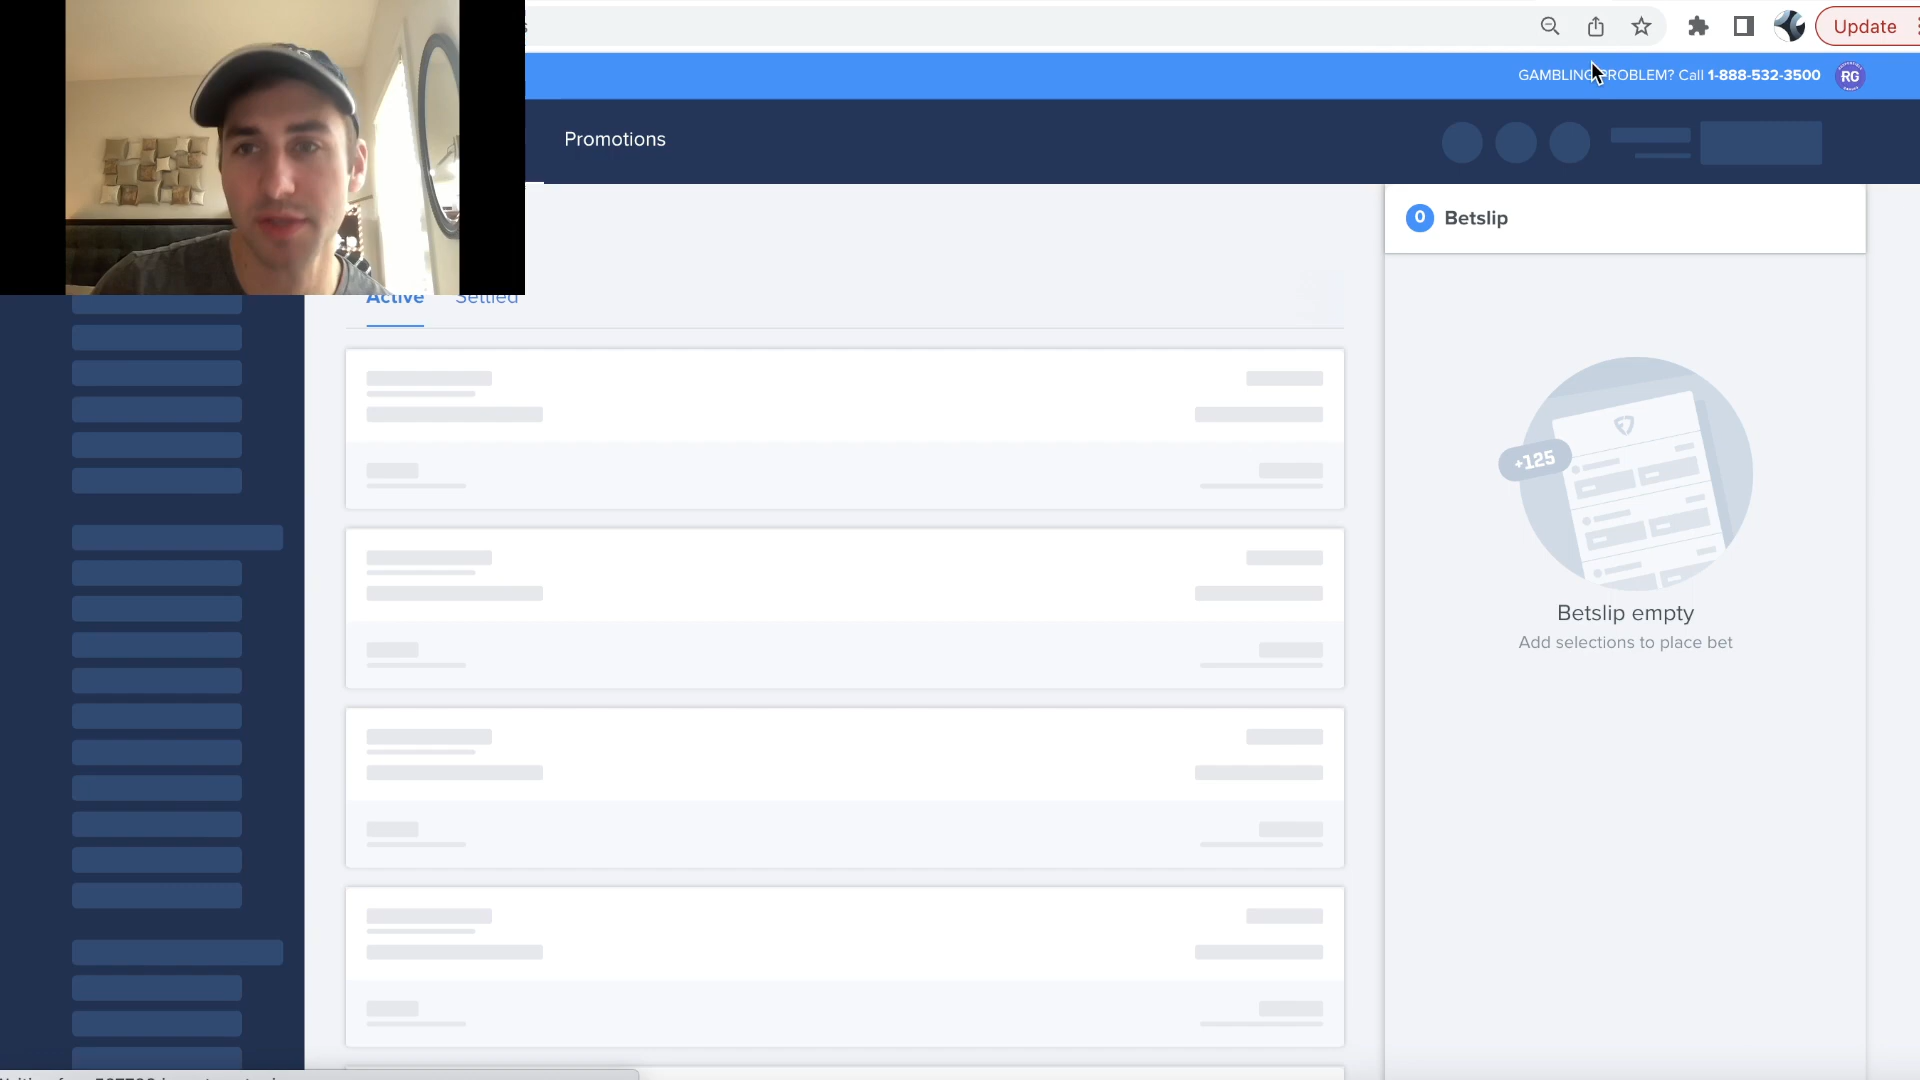 Update
GAMBLING PROBLEM? Call 1-888-532-3500
RG
Promotions
0 Betslip
Active Settled
+125
Betslip empty
Add selections to place bet